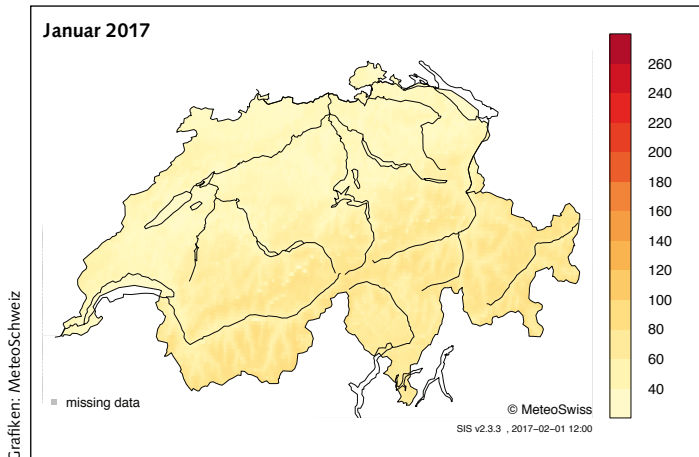 Januar 2017
260
240
220
200
180
160
140
120
100
80
60
40
missing data
© MeteoSwiss
SIS v2.3.3 , 2017−02−01 12:00
Grafiken: MeteoSchweiz